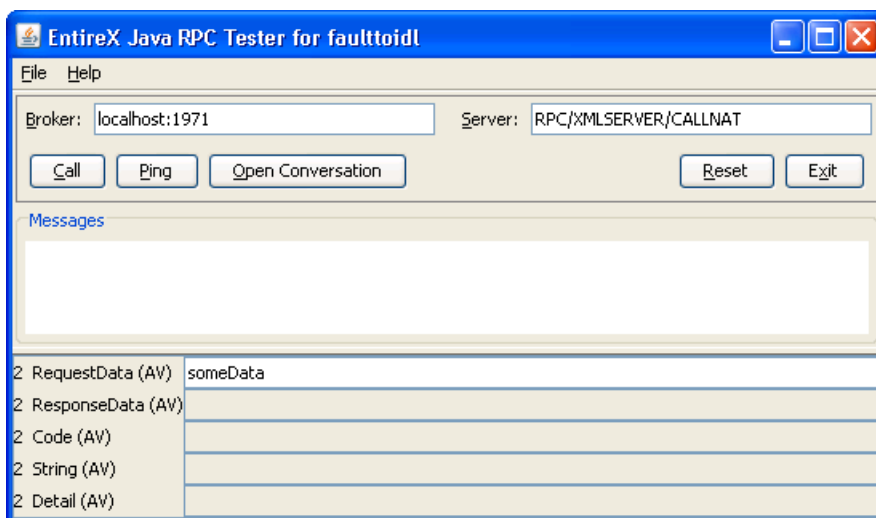 EntireX Java RPC Tester for faulttoidl
File Help
Broker: localhost:1971 Server: RPC/XMLSERVER/CALLNAT
Call Ping Open Conversation Reset Exit
Messages
2 RequestData (AV) someData
2 ResponseData (AV)
2 Code (AV)
2 String (AV)
2 Detail (AV)